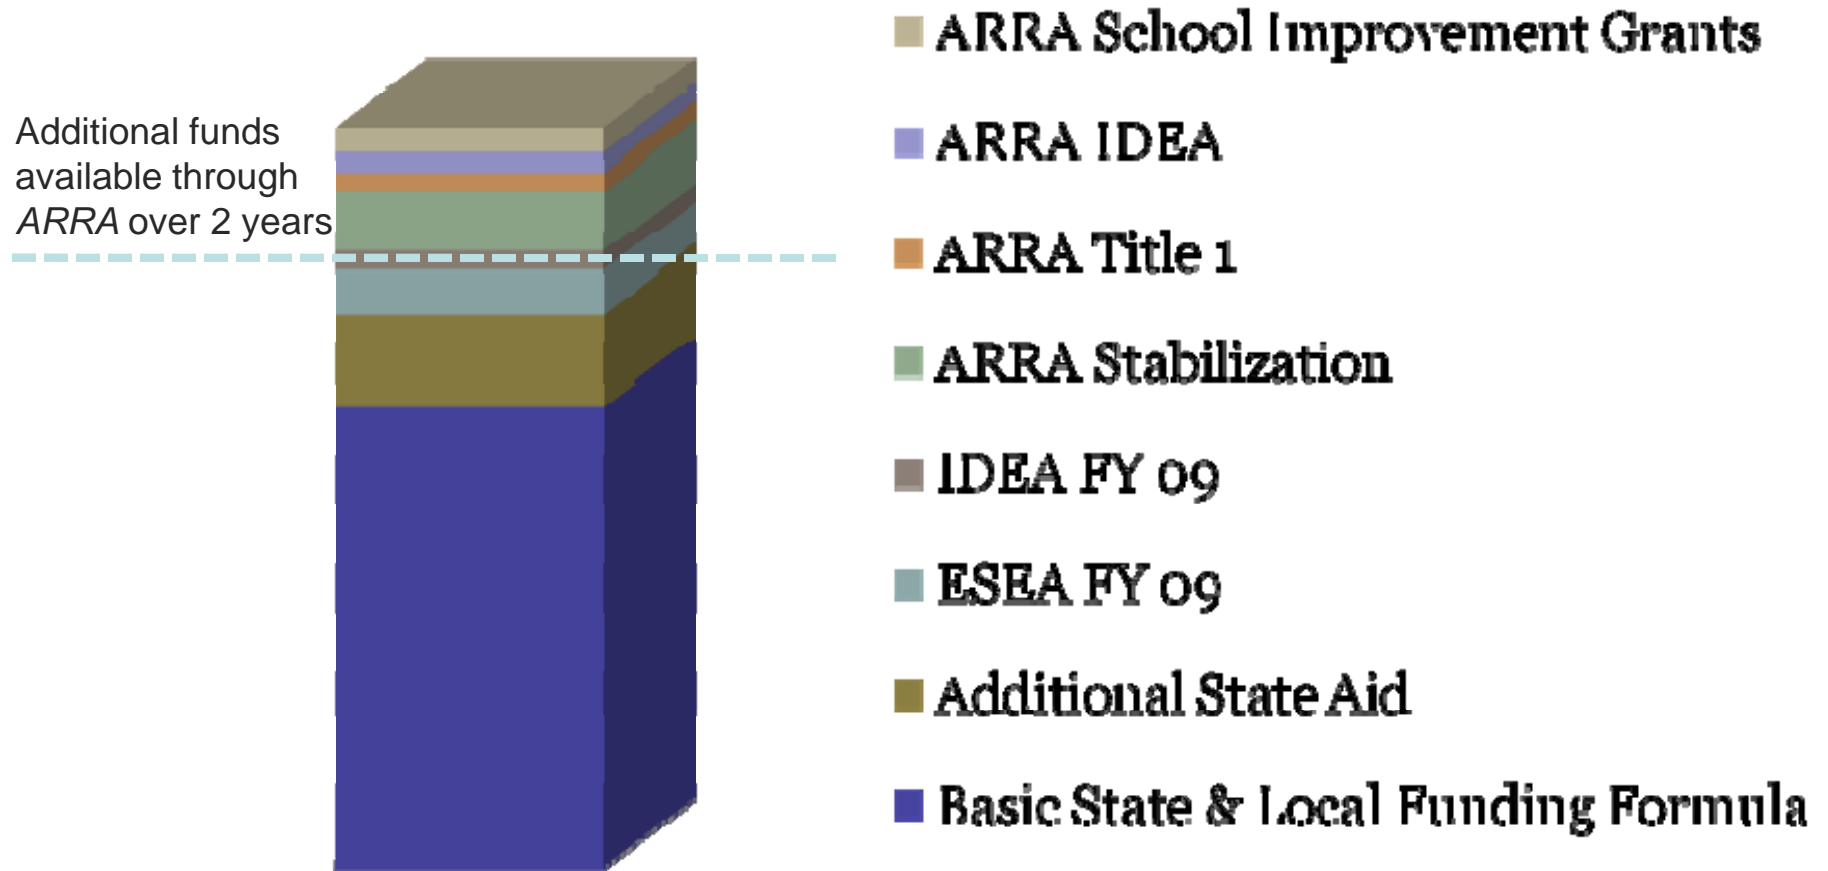 Additional funds
available through
ARRA over 2 years
ARRA School Improvement Grants
ARRA IDEA
ARRA Title 1
ARRA Stabilization
IDEA FY 09
ESEA FY 09
Additional State Aid
Basic State & Local Funding Formula